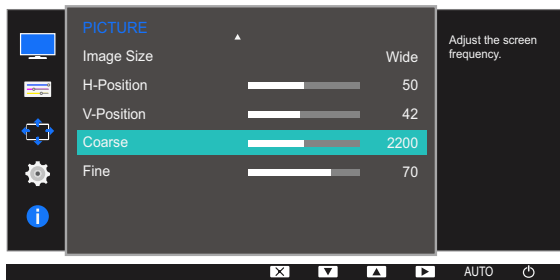 PICTURE
Image Size Wide
H-Position 50
V-Position 42
Coarse 2200
Fine 70
Adjust the screen
frequency.
AUTO